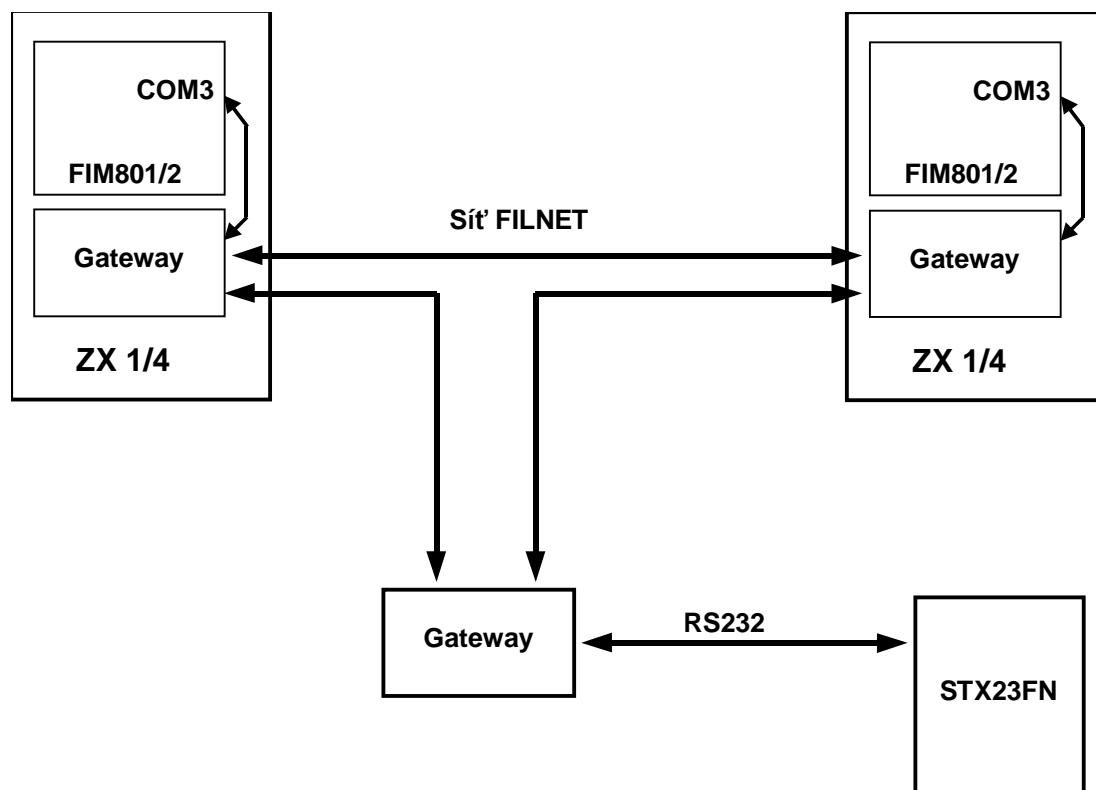 COM3
FIM801/2
Gateway
ZX 1/4
Síť FILNET
COM3
FIM801/2
Gateway
ZX 1/4
Gateway
RS232
STX23FN